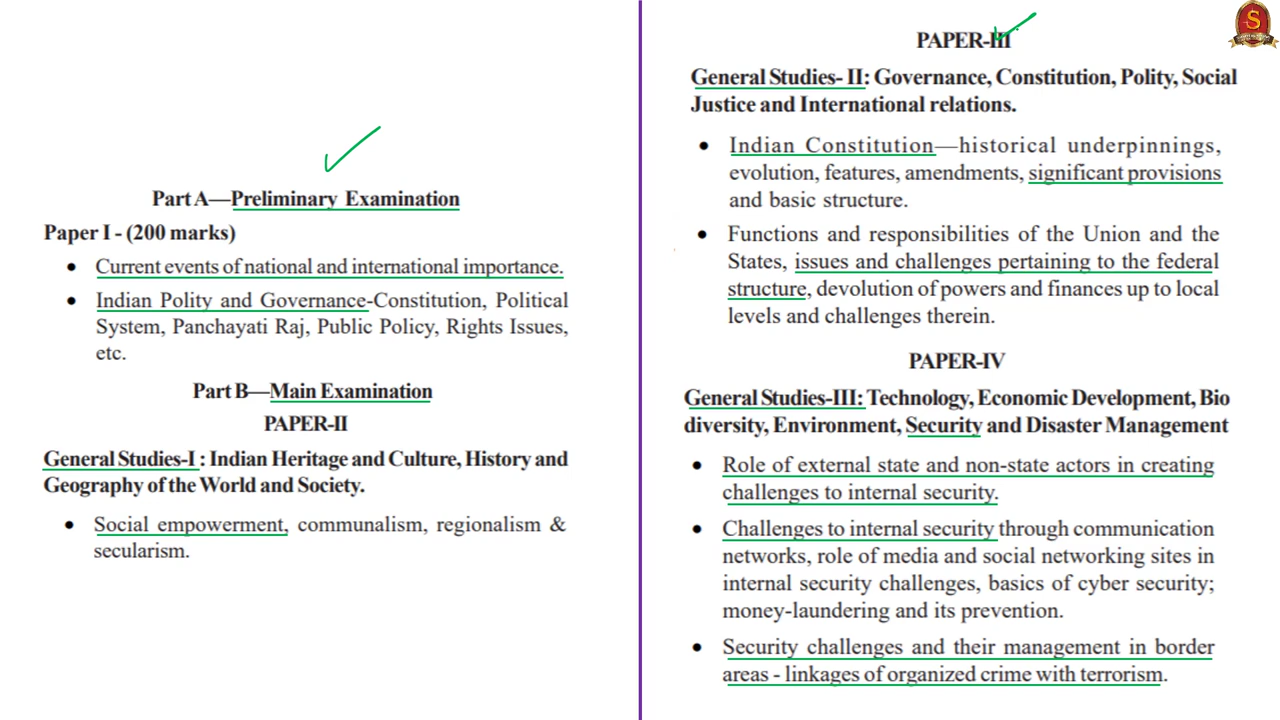 Part A—Preliminary Examination
Paper I - (200 marks)
• Current events of national and international importance.
• Indian Polity and Governance-Constitution, Political
System, Panchayati Raj, Public Policy, Rights Issues,
etc.
Part B—Main Examination
PAPER-II
General Studies-I : Indian Heritage and Culture, History and
Geography of the World and Society.
• Social empowerment, communalism, regionalism &
secularism.
PAPER-III
General Studies- II: Governance, Constitution, Polity, Social
Justice and International relations.
• Indian Constitution—historical underpinnings,
evolution, features, amendments, significant provisions
and basic structure.
• Functions and responsibilities of the Union and the
States, issues and challenges pertaining to the federal
structure, devolution of powers and finances up to local
levels and challenges therein.
PAPER-IV
General Studies-III: Technology, Economic Development, Bio
diversity, Environment, Security and Disaster Management
• Role of external state and non-state actors in creating
challenges to internal security.
• Challenges to internal security through communication
networks, role of media and social networking sites in
internal security challenges, basics of cyber security;
money-laundering and its prevention.
• Security challenges and their management in border
areas - linkages of organized crime with terrorism.
S